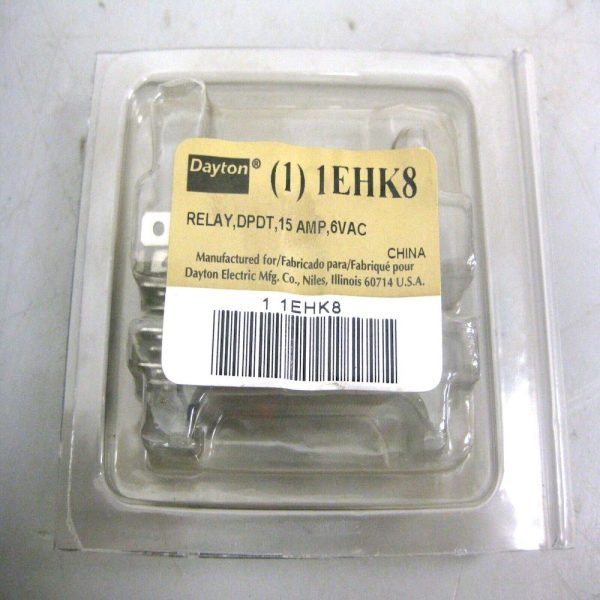 Dayton® (1) 1EHK8
RELAY,DPDT,15 AMP,6VAC
CHINA
Manufactured for/Fabricado para/Fabriqué pour
Dayton Electric Mfg. Co., Niles, Illinois 60714 U.S.A.
1 1EHK8